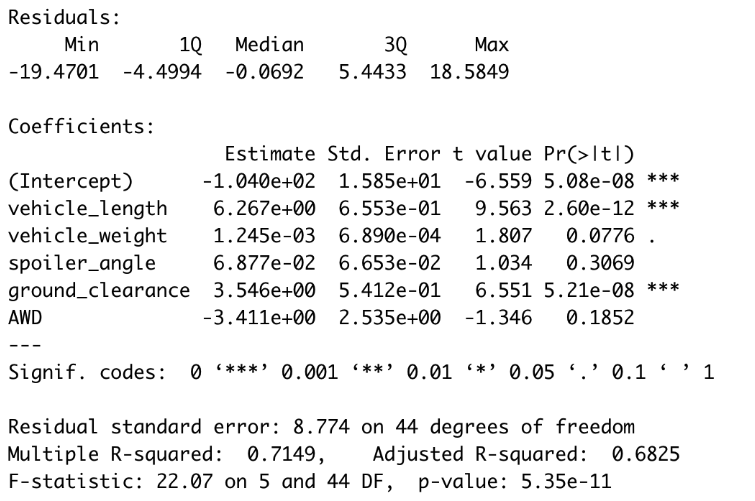 Residuals:
     Min       1Q   Median       3Q      Max
-19.4701  -4.4994  -0.0692   5.4433  18.5849

Coefficients:
                   Estimate Std. Error t value Pr(>|t|)
(Intercept)      -1.040e+02  1.585e+01  -6.559 5.08e-08 ***
vehicle_length    6.267e+00  6.553e-01   9.563 2.60e-12 ***
vehicle_weight    1.245e-03  6.890e-04   1.807   0.0776 .
spoiler_angle     6.877e-02  6.653e-02   1.034   0.3069
ground_clearance  3.546e+00  5.412e-01   6.551 5.21e-08 ***
AWD              -3.411e+00  2.535e+00  -1.346   0.1852
---
Signif. codes:  0 ‘***’ 0.001 ‘**’ 0.01 ‘*’ 0.05 ‘.’ 0.1 ‘ ’ 1

Residual standard error: 8.774 on 44 degrees of freedom
Multiple R-squared:  0.7149,    Adjusted R-squared:  0.6825
F-statistic: 22.07 on 5 and 44 DF,  p-value: 5.35e-11